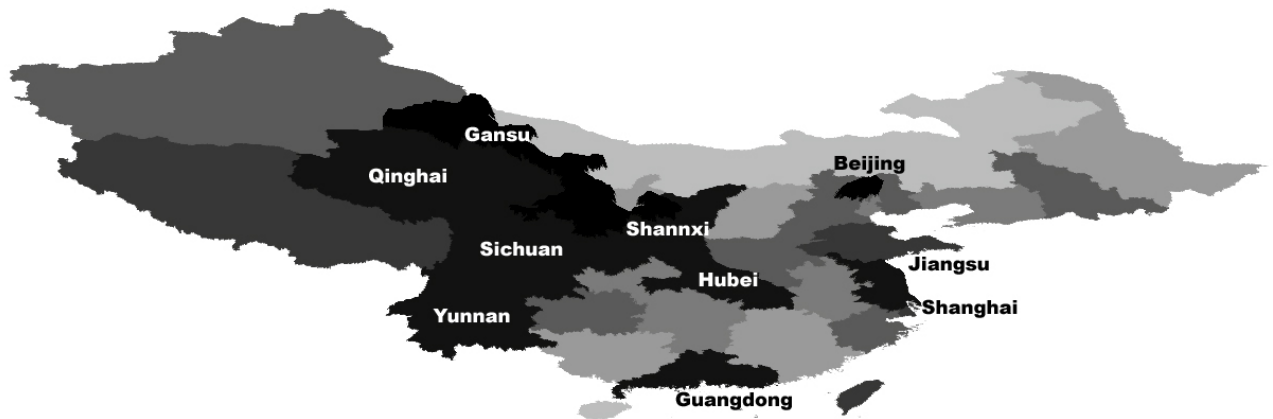 Gansu
Beijing
Qinghai
Shannxi
Sichuan
Jiangsu
Hubei
Shanghai
Yunnan
Guangdong